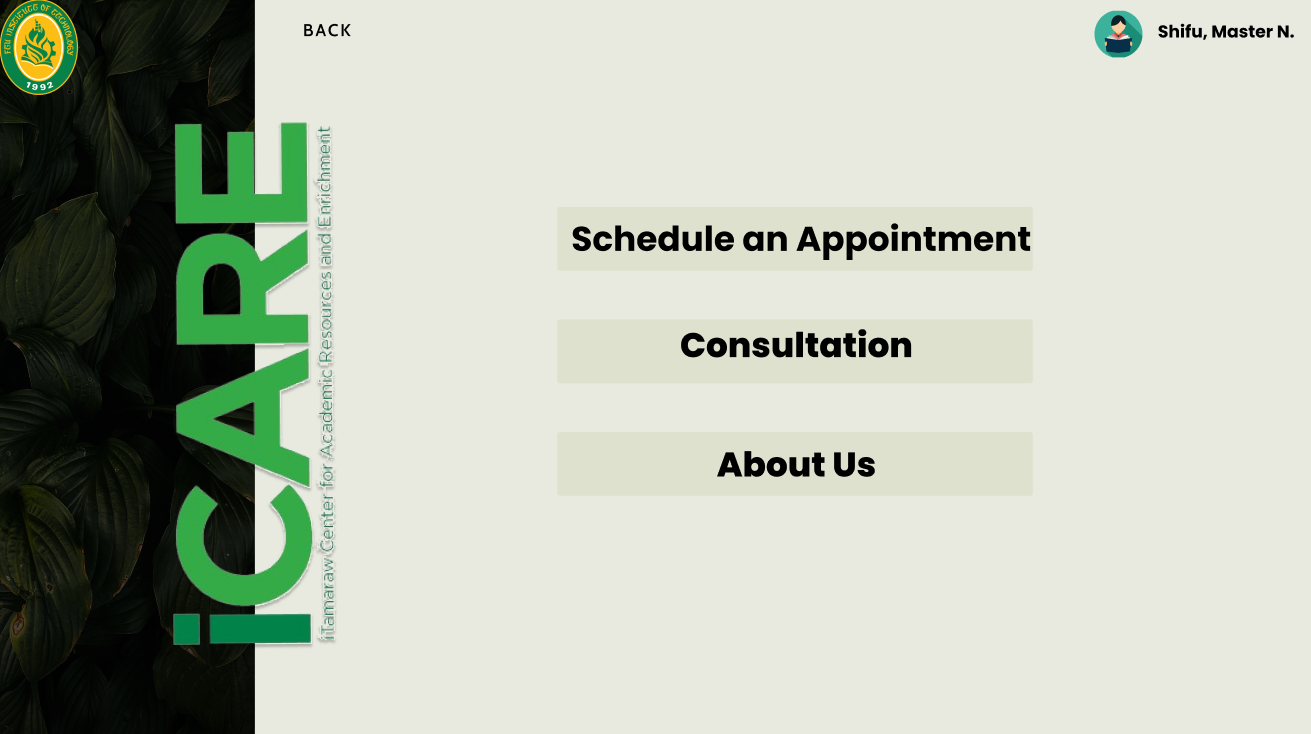 FEU INSTITUTE OF TECHNOLOGY
1992
BACK
Shifu, Master N.
iCARE
iTamaraw Center for Academic Resources and Enrichment
Schedule an Appointment
Consultation
About Us